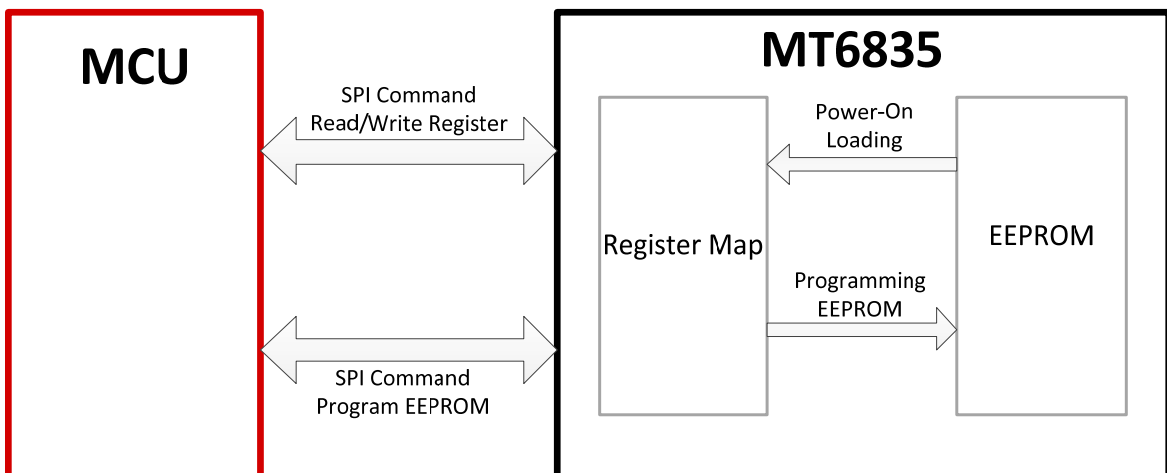 MCU
SPI Command
Read/Write Register
SPI Command
Program EEPROM
MT6835
Register Map
Power-On
Loading
Programming
EEPROM
EEPROM